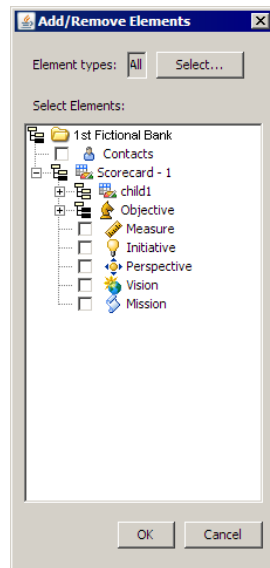 Add/Remove Elements
Element types: All Select...
Select Elements:
1st Fictional Bank
Contacts
Scorecard - 1
child1
Objective
Measure
Initiative
Perspective
Vision
Mission
OK Cancel